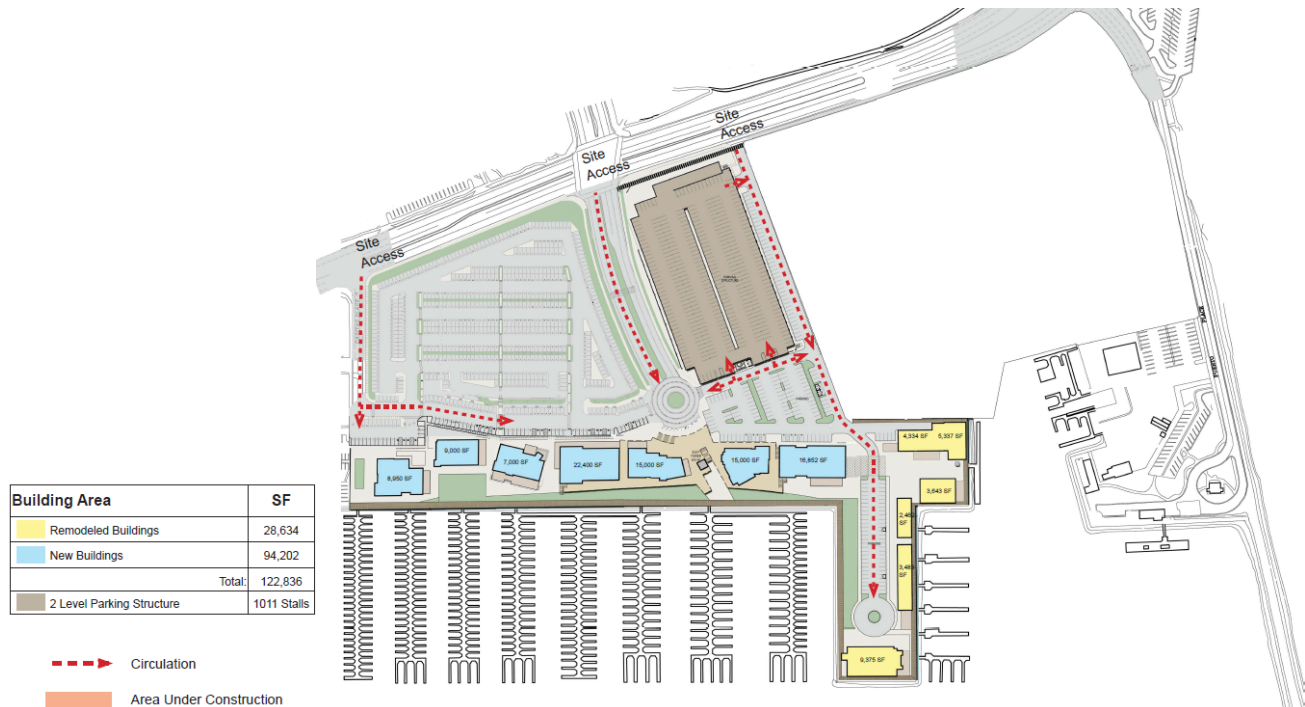 Site
Access
Site
Access
Site
Access
PARKING
STRUCTURE
4,334 SF
5,337 SF
9,000 SF
7,000 SF
22,400 SF
15,000 SF
15,000 SF
16,652 SF
3,643 SF
SF
SF
9,375 SF
Building Area
SF
Remodeled Buildings
28,634
New Buildings
94,202
Total:
122,836
2 Level Parking Structure
1011 Stalls
Circulation
Area Under Construction